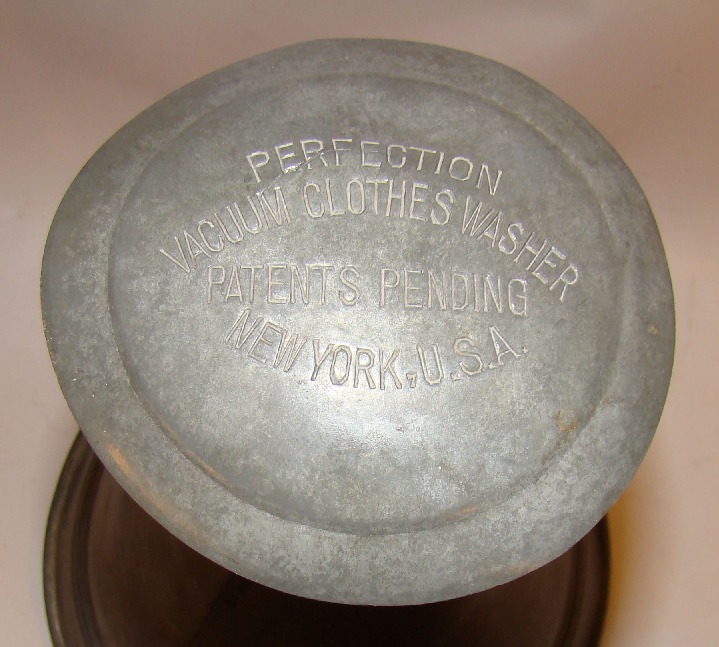 PERFECTION
VACUUM CLOTHES WASHER
PATENTS PENDING
NEW YORK, U.S.A.